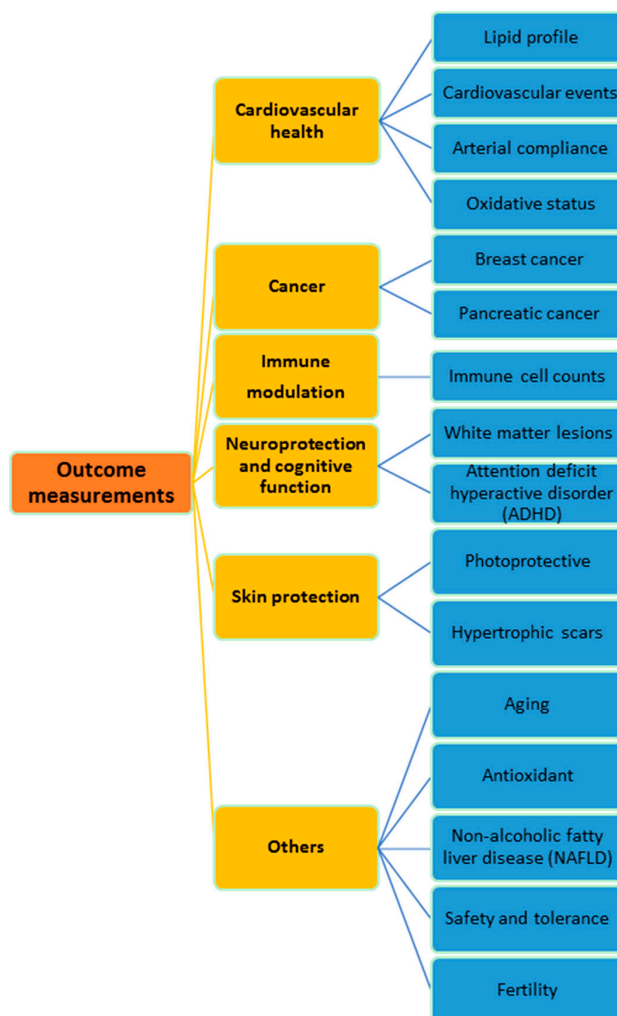 Outcome
measurements
Cardiovascular
health
Lipid profile
Cardiovascular events
Arterial compliance
Oxidative status
Cancer
Breast cancer
Pancreatic cancer
Immune
modulation
Immune cell counts
Neuroprotection
and cognitive
function
White matter lesions
Attention deficit
hyperactive disorder
(ADHD)
Skin protection
Photoprotective
Hypertrophic scars
Others
Aging
Antioxidant
Non-alcoholic fatty
liver disease (NAFLD)
Safety and tolerance
Fertility